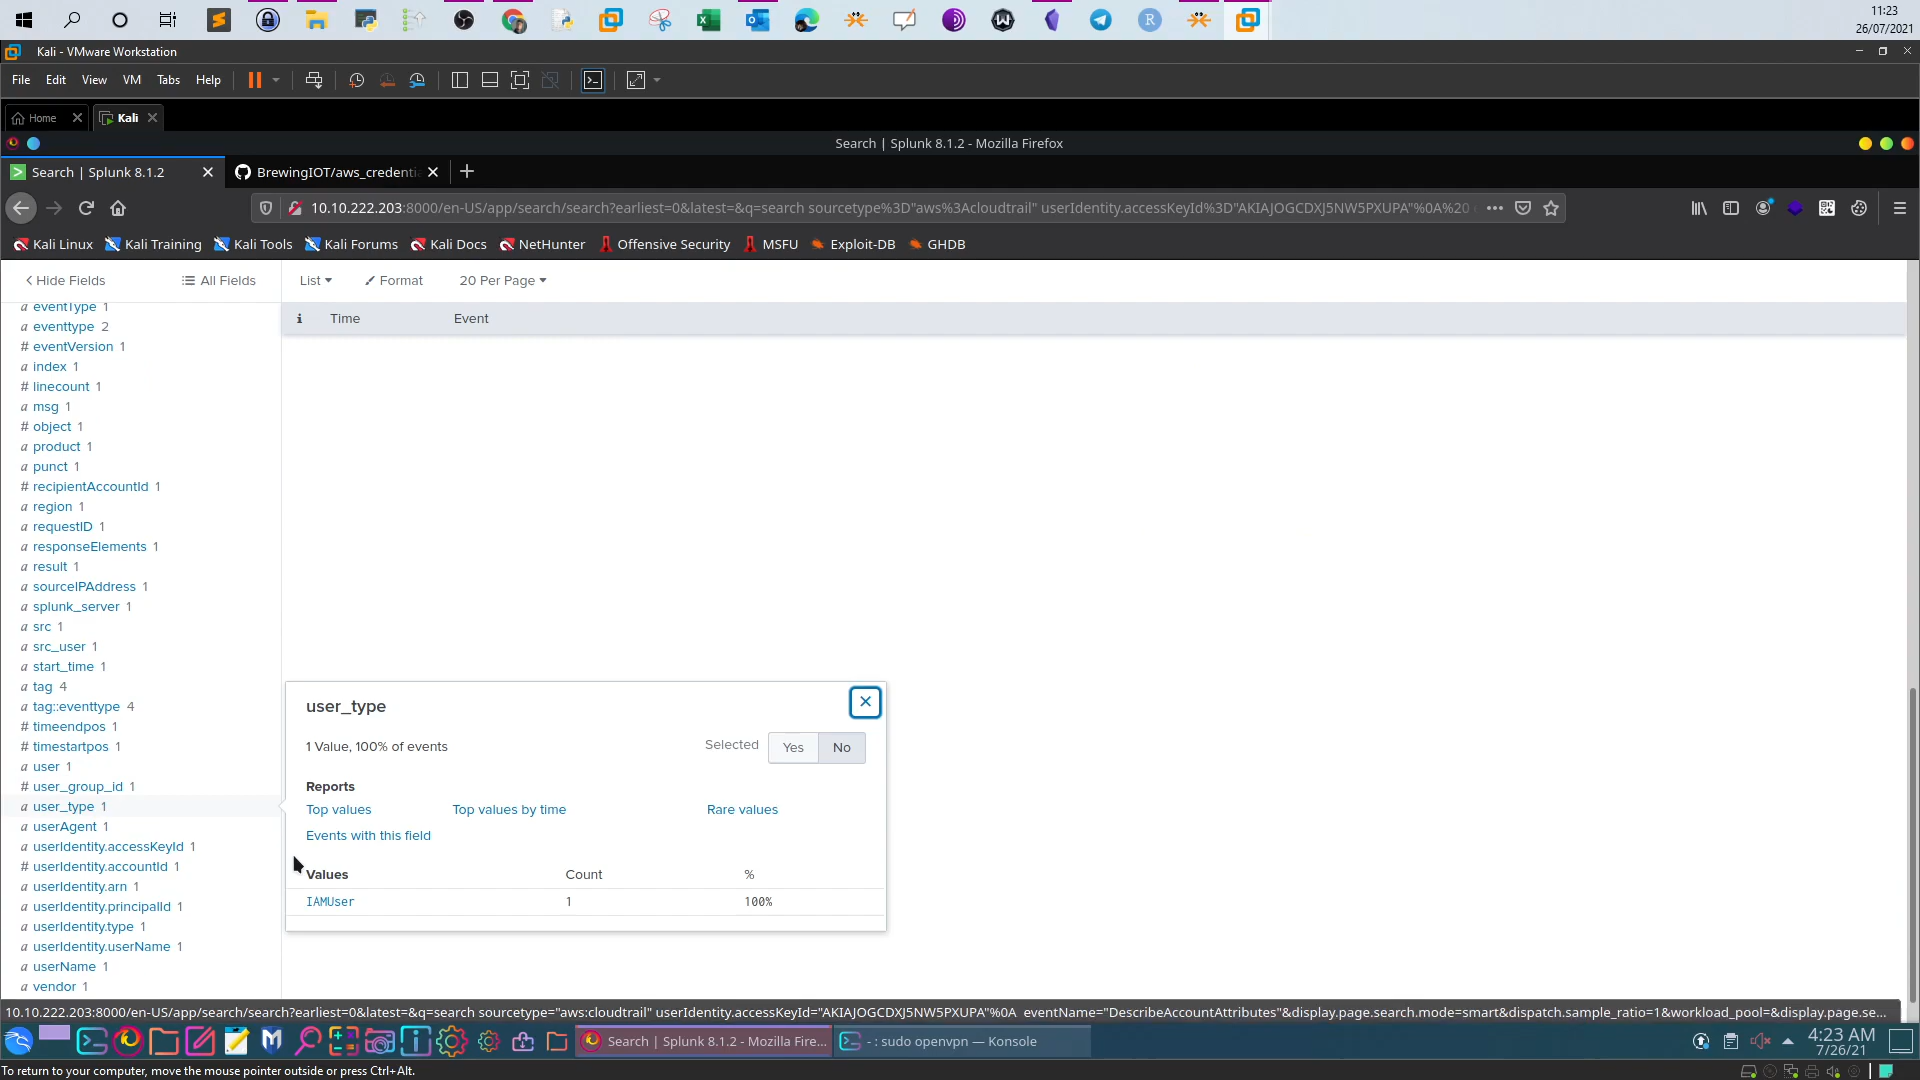 11:23
26/07/2021
Kali - VMware Workstation
File Edit View VM Tabs Help
Home
Kali
Search | Splunk 8.1.2 - Mozilla Firefox
Search | Splunk 8.1.2
BrewingIOT/aws_credentia
10.10.222.203:8000/en-US/app/search/search?earliest=0&latest=&q=search sourcetype%3D"aws%3Acloudtrail" userIdentity.accessKeyId%3D"AKIAJOGCDXJ5NW5PXUPA"%0A%20
Kali Linux Kali Training Kali Tools Kali Forums Kali Docs NetHunter Offensive Security MSFU Exploit-DB GHDB
Hide Fields
All Fields
List
Format
20 Per Page
i Time Event
a eventType 1
a eventtype 2
# eventVersion 1
a index 1
# linecount 1
a msg 1
# object 1
a product 1
a punct 1
# recipientAccountId 1
a region 1
a requestID 1
a responseElements 1
a result 1
a sourceIPAddress 1
a splunk_server 1
a src 1
a src_user 1
a start_time 1
a tag 4
a tag::eventtype 4
# timeendpos 1
# timestartpos 1
a user 1
# user_group_id 1
a user_type 1
a userAgent 1
a userIdentity.accessKeyId 1
# userIdentity.accountId 1
a userIdentity.arn 1
a userIdentity.principalId 1
a userIdentity.type 1
a userIdentity.userName 1
a userName 1
a vendor 1
user_type
1 Value, 100% of events
Selected Yes No
Reports
Top values Top values by time Rare values
Events with this field
Values Count %
IAMUser 1 100%
10.10.222.203:8000/en-US/app/search/search?earliest=0&latest=&q=search sourcetype="aws:cloudtrail" userIdentity.accessKeyId="AKIAJOGCDXJ5NW5PXUPA"%0A eventName="DescribeAccountAttributes"&display.page.search.mode=smart&dispatch.sample_ratio=1&workload_pool=&display.page.se...
Search | Splunk 8.1.2 - Mozilla Fire...
- : sudo openvpn — Konsole
4:23 AM
7/26/21
To return to your computer, move the mouse pointer outside or press Ctrl+Alt.